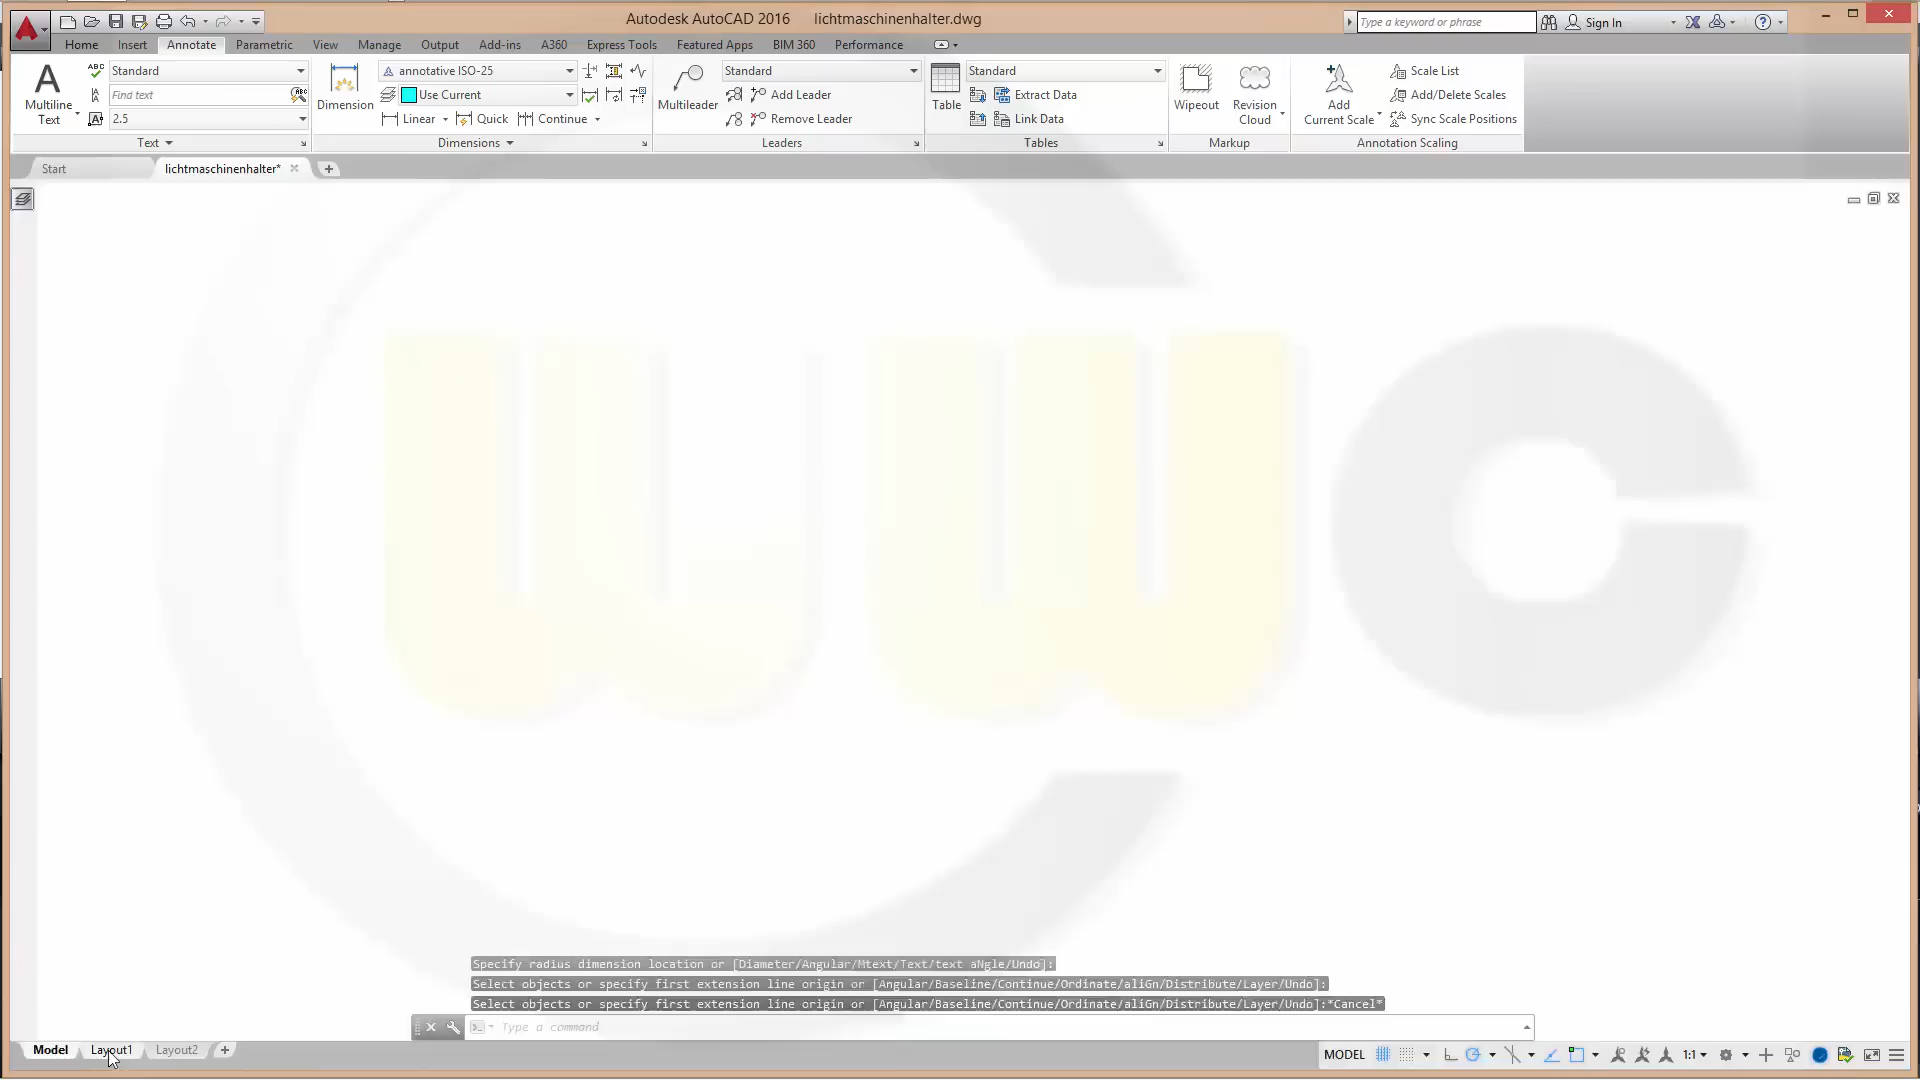 Autodesk AutoCAD 2016 lichtmaschinenhalter.dwg
Type a keyword or phrase
Sign In
Home Insert Annotate Parametric View Manage Output Add-ins A360 Express Tools Featured Apps BIM 360 Performance
Multiline Text
Standard
Find text
2.5
Text
Dimension
annotative ISO-25
Use Current
Linear Quick Continue
Dimensions
Multileader
Standard
Add Leader
Remove Leader
Leaders
Table
Standard
Extract Data
Link Data
Tables
Wipeout
Revision Cloud
Markup
Add Current Scale
Scale List
Add/Delete Scales
Sync Scale Positions
Annotation Scaling
Start lichtmaschinenhalter*
Specify radius dimension location or [Diameter/Angular/Mtext/Text/text aNgle/Undo]:
Select objects or specify first extension line origin or [Angular/Baseline/Continue/Ordinate/aliGn/Distribute/Layer/Undo]:
Select objects or specify first extension line origin or [Angular/Baseline/Continue/Ordinate/aliGn/Distribute/Layer/Undo]:*Cancel*
Type a command
Model Layout1 Layout2
MODEL 1:1